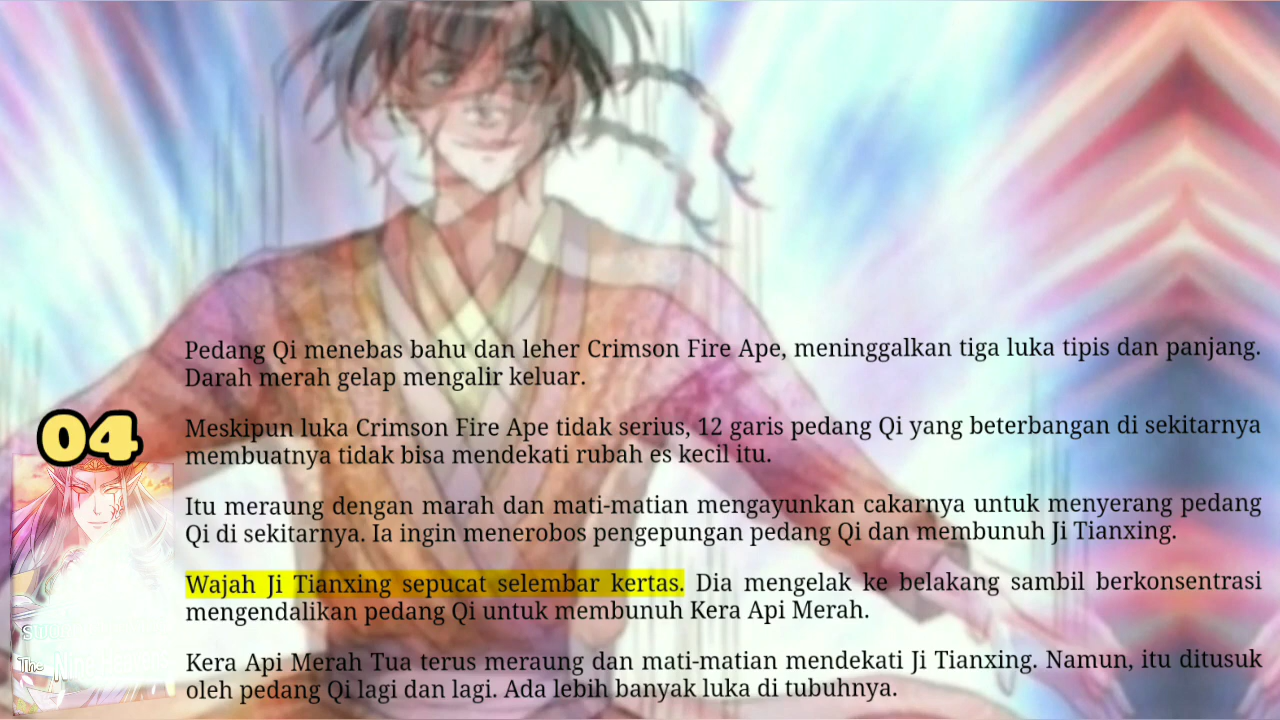 Pedang Qi menebas bahu dan leher Crimson Fire Ape, meninggalkan tiga luka tipis dan panjang.
Darah merah gelap mengalir keluar.
Meskipun luka Crimson Fire Ape tidak serius, 12 garis pedang Qi yang beterbangan di sekitarnya
membuatnya tidak bisa mendekati rubah es kecil itu.
Itu meraung dengan marah dan mati-matian mengayunkan cakarnya untuk menyerang pedang
Qi di sekitarnya. Ia ingin menerobos pengepungan pedang Qi dan membunuh Ji Tianxing.
Wajah Ji Tianxing sepucat selembar kertas. Dia mengelak ke belakang sambil berkonsentrasi
mengendalikan pedang Qi untuk membunuh Kera Api Merah.
Kera Api Merah Tua terus meraung dan mati-matian mendekati Ji Tianxing. Namun, itu ditusuk
oleh pedang Qi lagi dan lagi. Ada lebih banyak luka di tubuhnya.
04
The